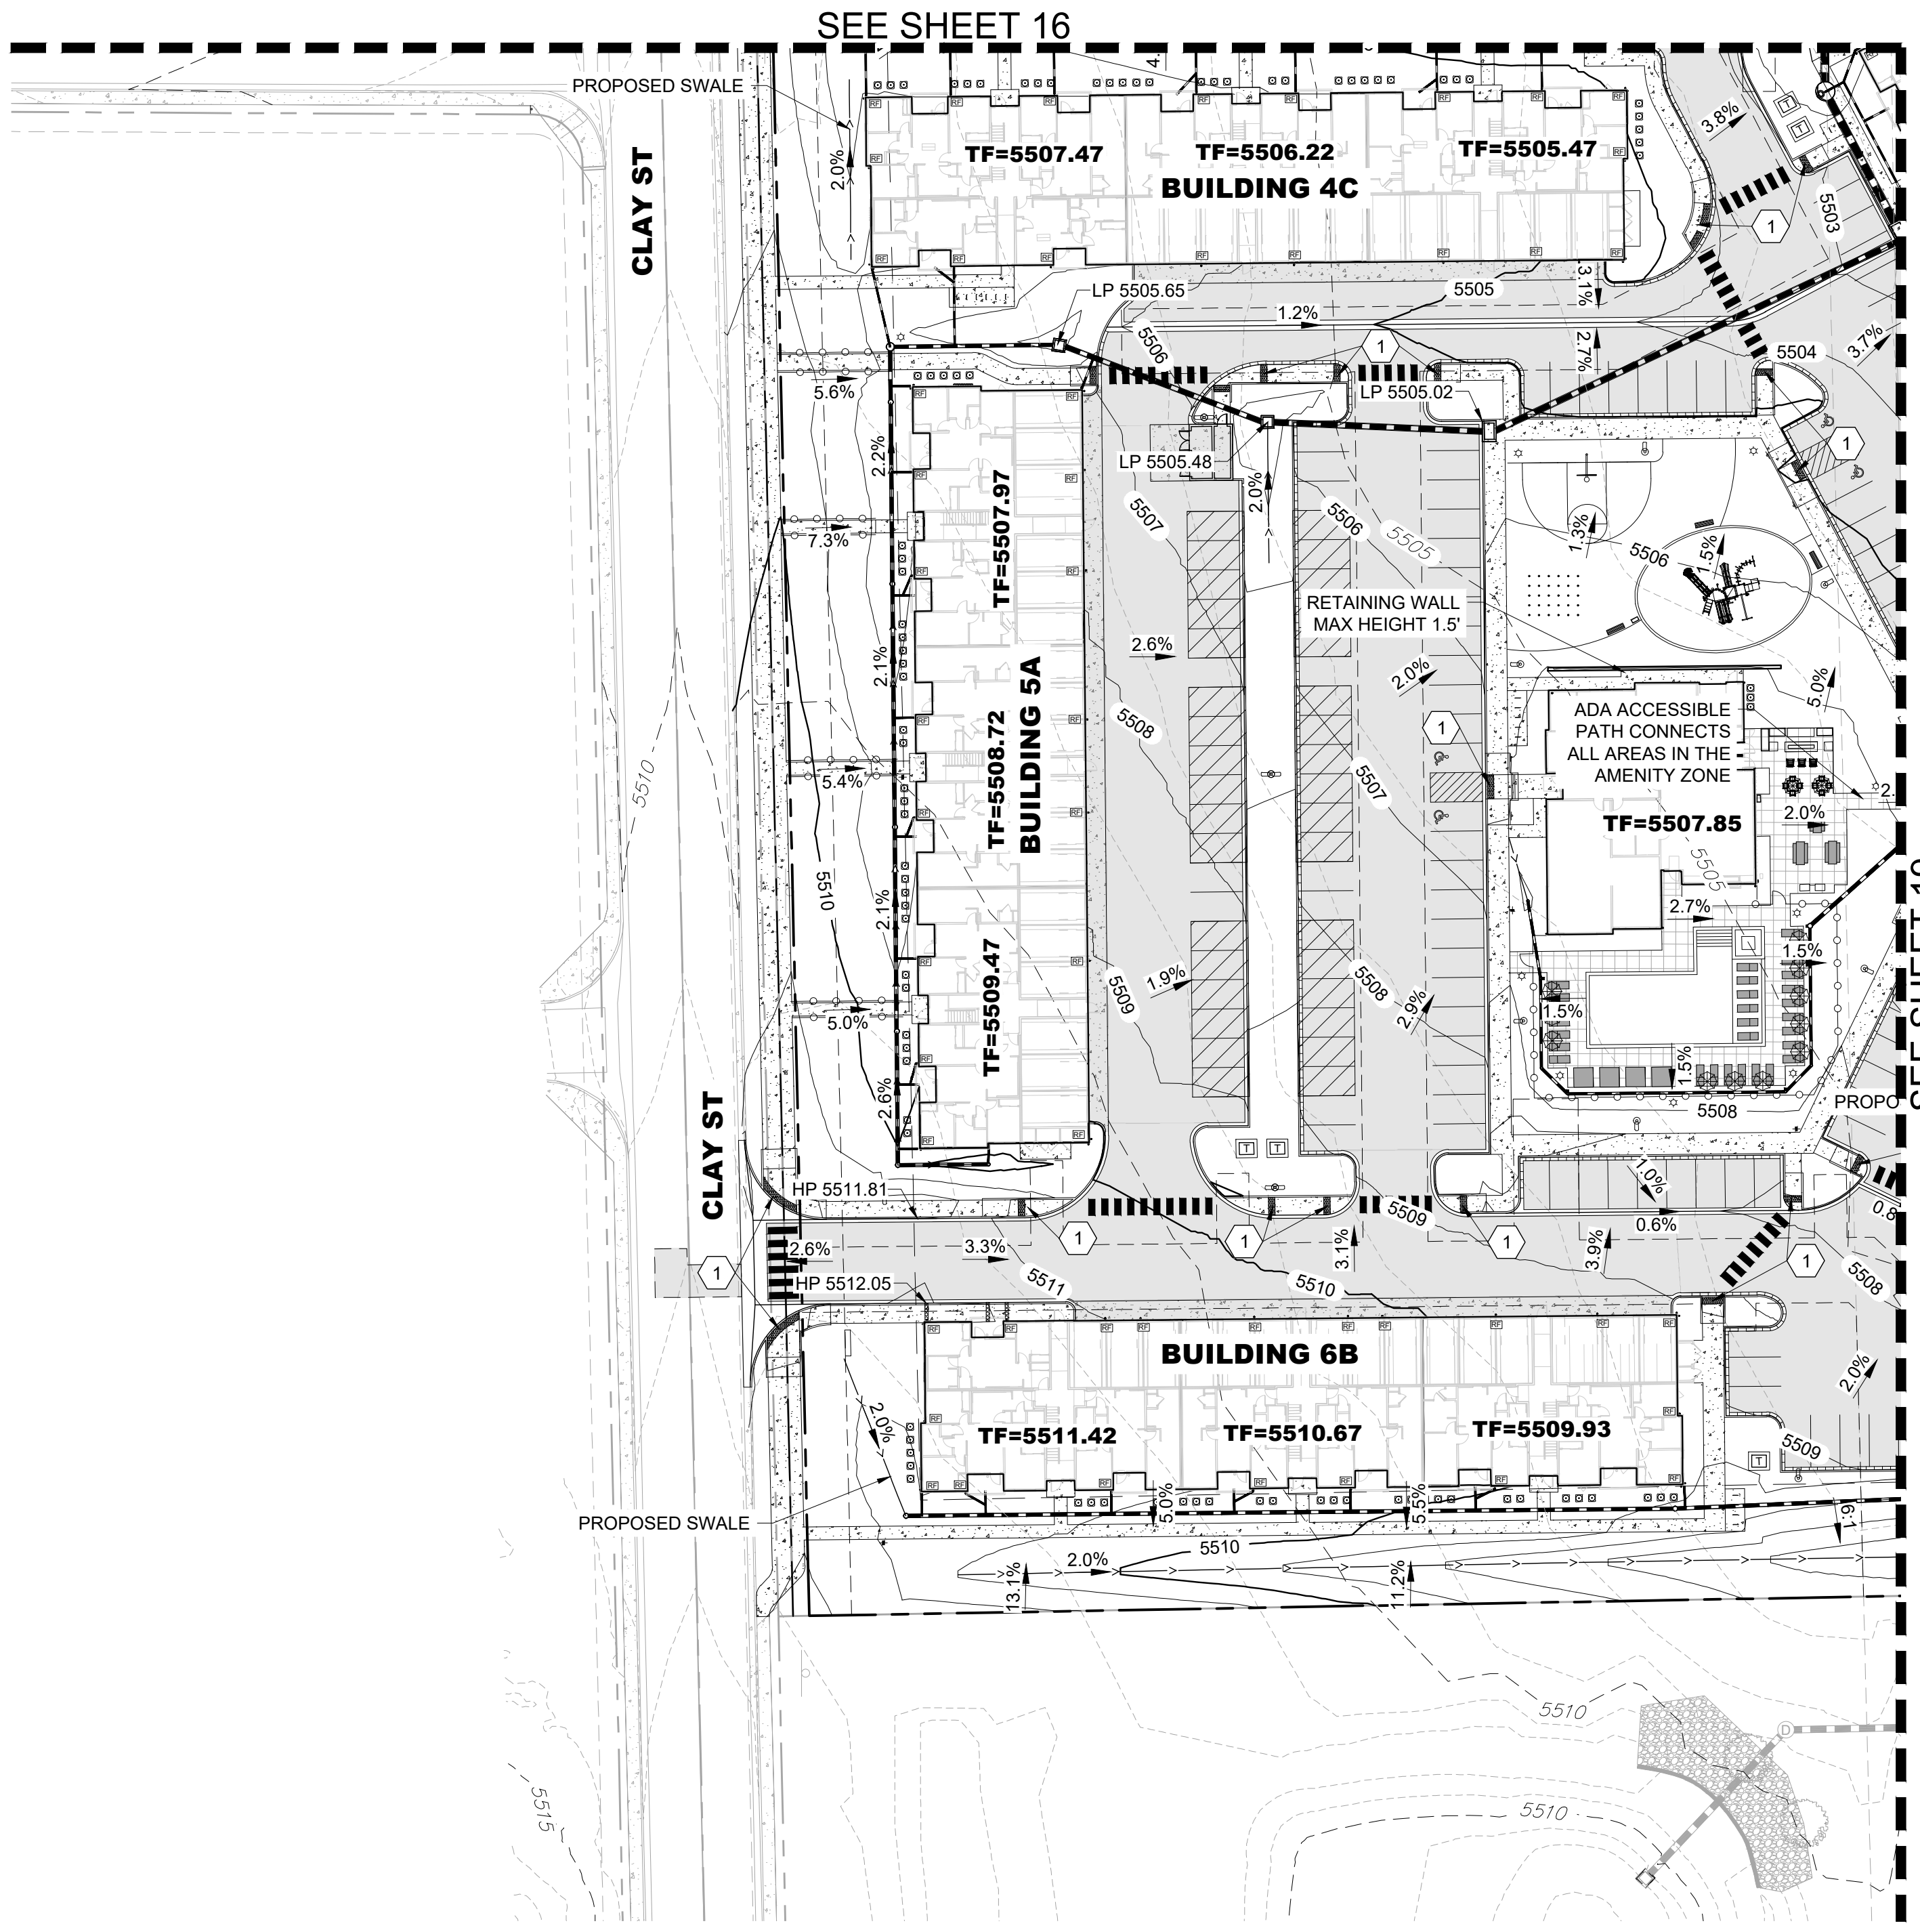 SEE SHEET 16
PROPOSED SWALE
CLAY ST
2.0%
TF=5507.47
TF=5506.22
TF=5505.47
BUILDING 4C
3.8%
1
5503
LP 5505.65
5505
3.1%
1.2%
5506
1
2.7%
5504
3.7%
5.6%
LP 5505.02
2.2%
LP 5505.48
2.0%
1
TF=5507.97
5507
5506
5505
7.3%
1.3%
5506
1.5%
RETAINING WALL
MAX HEIGHT 1.5'
2.6%
2.1%
2.0%
5.0%
5510
5508
TF=5508.72
BUILDING 5A
1
ADA ACCESSIBLE
PATH CONNECTS
ALL AREAS IN THE
AMENITY ZONE
5.4%
5507
2.
2.0%
TF=5507.85
5505
5510
2.1%
2.7%
1.5%
TF=5509.47
1.9%
5509
5508
2.9%
5.0%
1.5%
1.5%
2.6%
5508
PROPO
CLAY ST
HP 5511.81
1.0%
5509
0.6%
0.8
1
1
1
1
2.6%
3.3%
3.1%
3.9%
1
HP 5512.05
5511
5510
5508
BUILDING 6B
2.0%
2.0%
TF=5511.42
TF=5510.67
TF=5509.93
5509
PROPOSED SWALE
5.0%
5.5%
1.9%
5510
2.0%
13.1%
11.2%
5510
D
5515
5510
T
T
T
T
T
RF